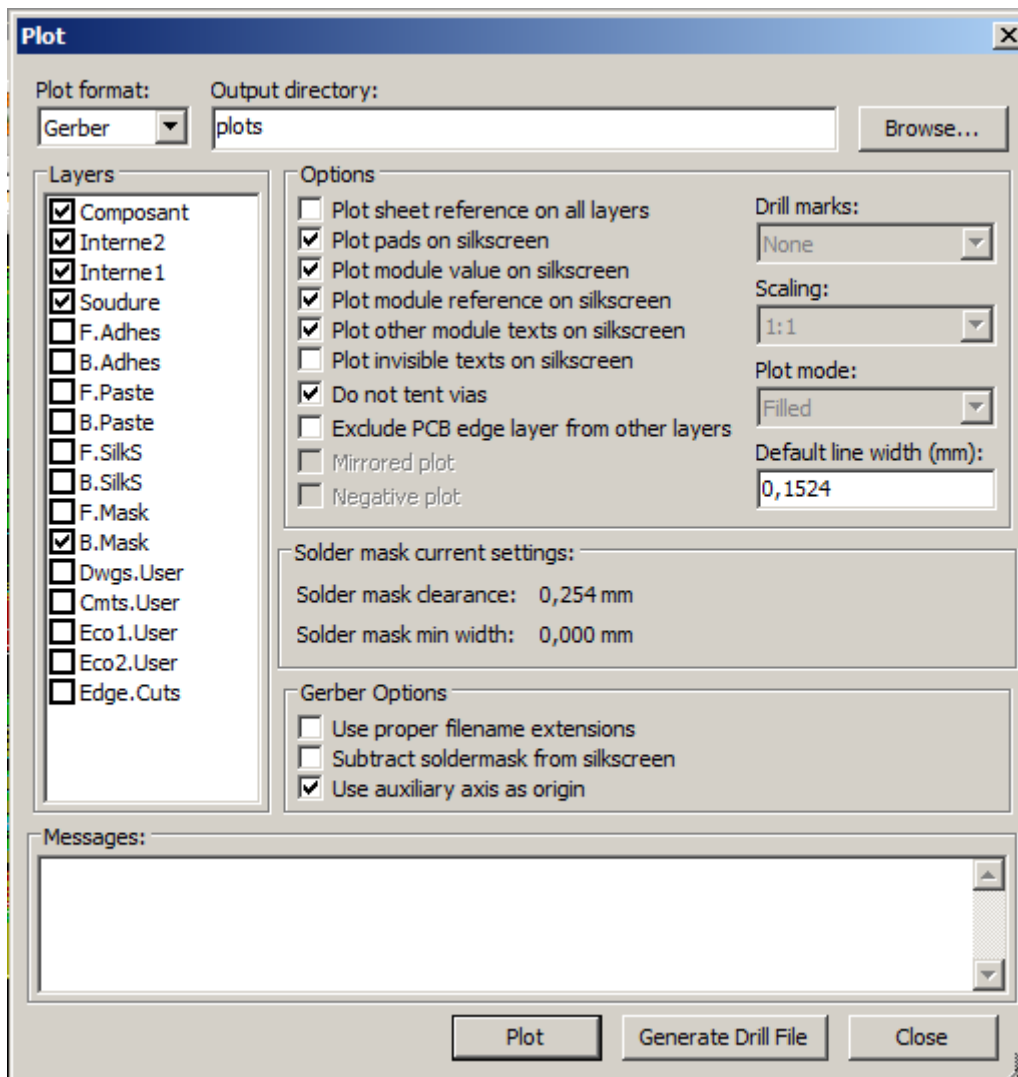 Plot
Plot format:
Output directory:
Gerber
plots
Browse...
Layers
Composant
Interne2
Interne1
Soudure
F.Adhes
B.Adhes
F.Paste
B.Paste
F.SilkS
B.SilkS
F.Mask
B.Mask
Dwgs.User
Cmts.User
Eco1.User
Eco2.User
Edge.Cuts
Options
Plot sheet reference on all layers
Plot pads on silkscreen
Plot module value on silkscreen
Plot module reference on silkscreen
Plot other module texts on silkscreen
Plot invisible texts on silkscreen
Do not tent vias
Exclude PCB edge layer from other layers
Mirrored plot
Negative plot
Drill marks:
None
Scaling:
1:1
Plot mode:
Filled
Default line width (mm):
0,1524
Solder mask current settings:
Solder mask clearance: 0,254 mm
Solder mask min width: 0,000 mm
Gerber Options
Use proper filename extensions
Subtract soldermask from silkscreen
Use auxiliary axis as origin
Messages:
Plot
Generate Drill File
Close